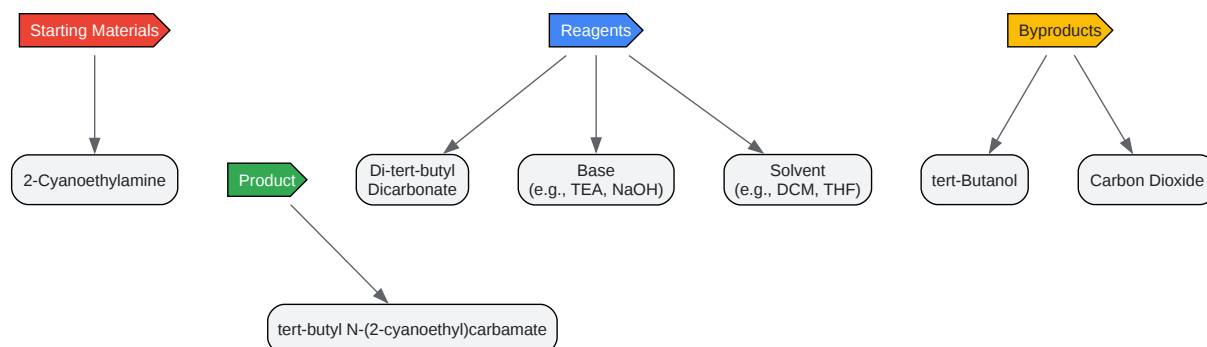 Starting Materials
Reagents
Byproducts
2-Cyanoethylamine
Product
Di-tert-butyl
Dicarbonate
Base
(e.g., TEA, NaOH)
Solvent
(e.g., DCM, THF)
tert-Butanol
Carbon Dioxide
tert-butyl N-(2-cyanoethyl)carbamate